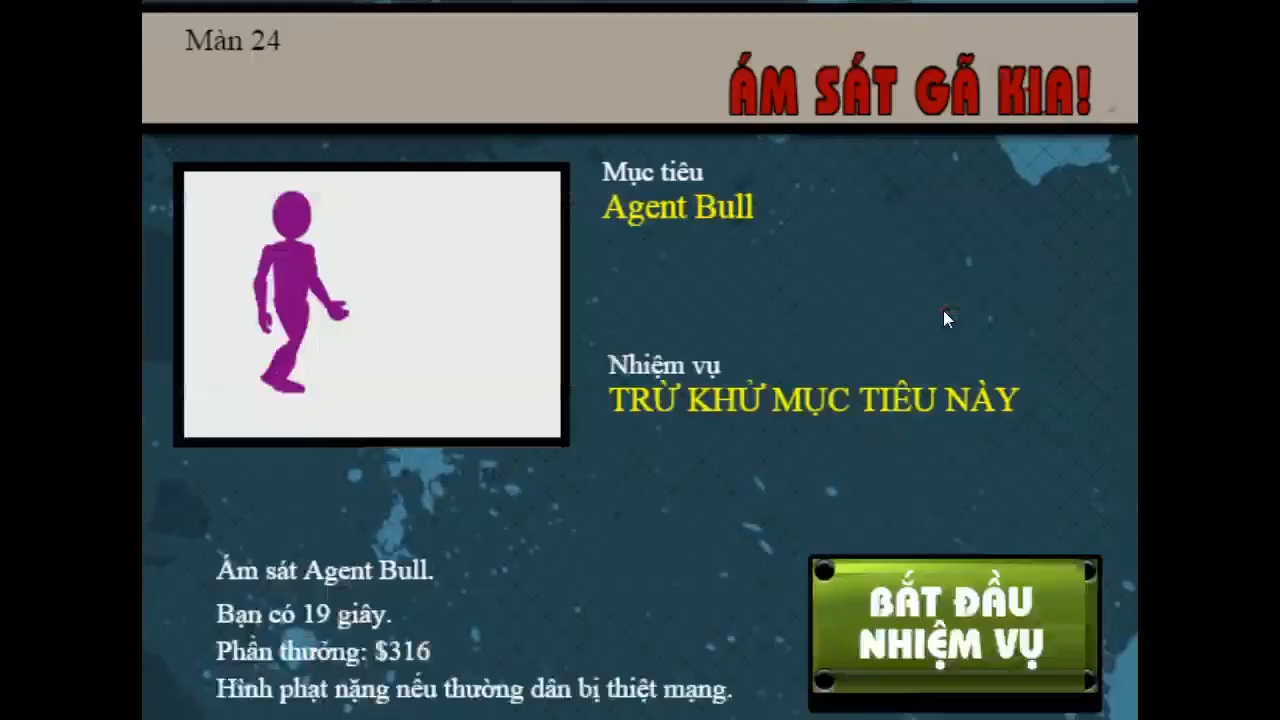 Màn 24
ÁM SÁT GÃ KIA!
Mục tiêu
Agent Bull
Nhiệm vụ
TRỪ KHỬ MỤC TIÊU NÀY
Ám sát Agent Bull.
Bạn có 19 giây.
Phần thưởng: $316
Hình phạt nặng nếu thường dân bị thiệt mạng.
BẮT ĐẦU
NHIỆM VỤ